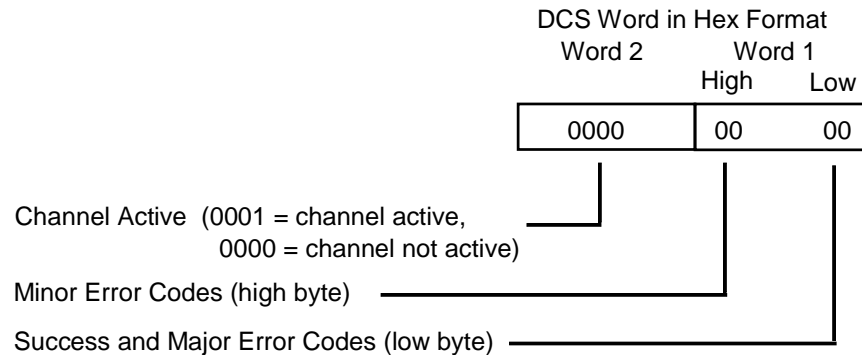 DCS Word in Hex Format
Word 2 Word 1
High Low
0000 00 00
Channel Active (0001 = channel active,
0000 = channel not active)
Minor Error Codes (high byte)
Success and Major Error Codes (low byte)